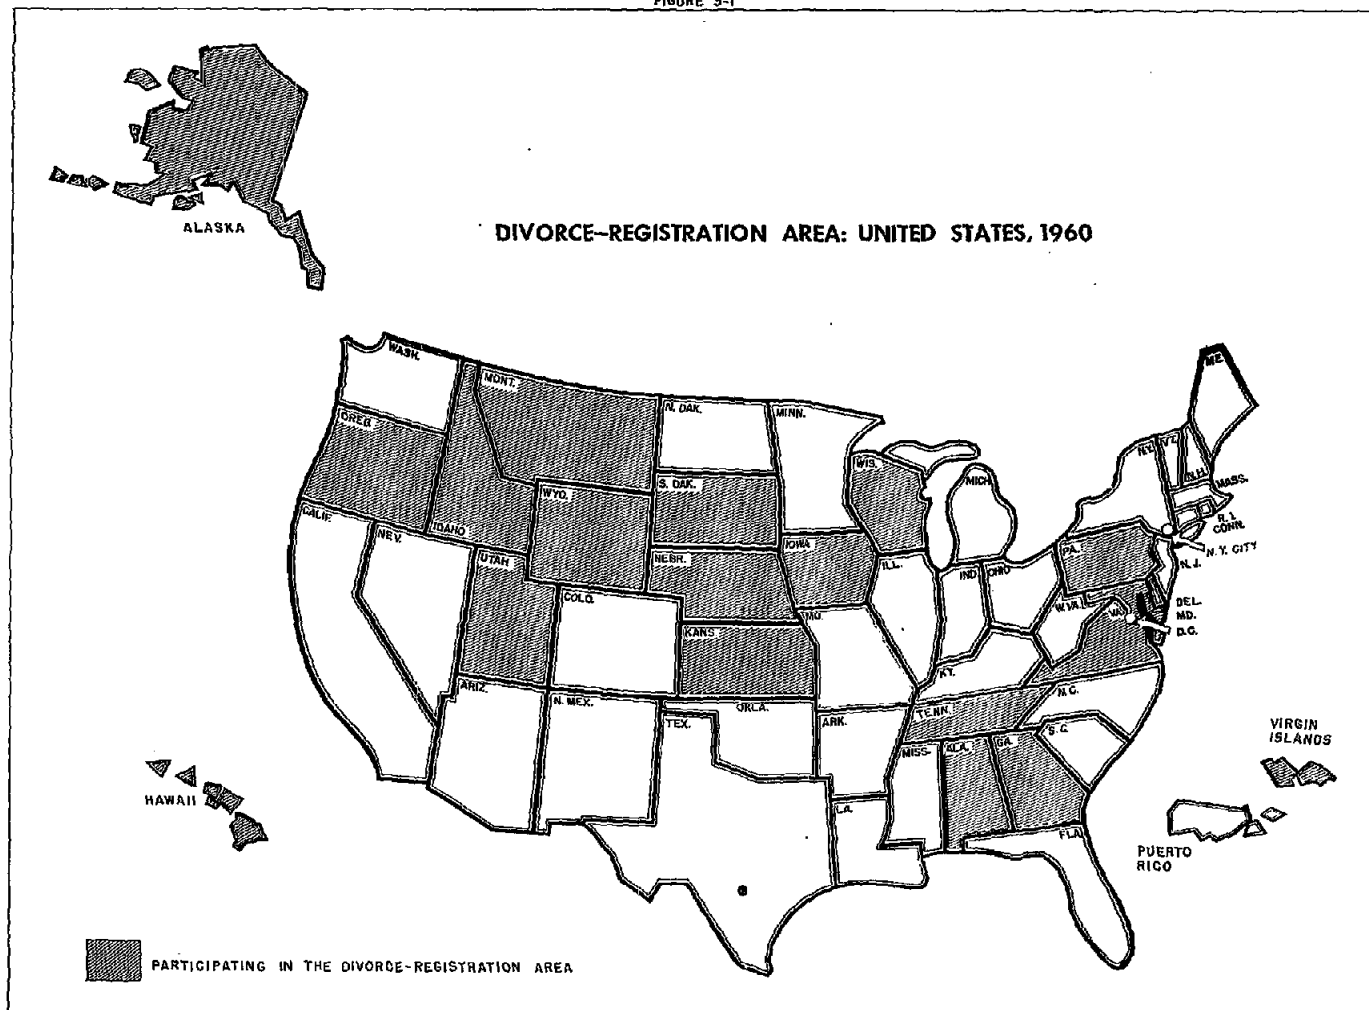 FIGURE 3-1
ALASKA
DIVORCE–REGISTRATION AREA: UNITED STATES, 1960
WASH.
MONT.
ME.
N. DAK.
MINN.
OREG.
WIS.
N.Y.
VT.
N.H.
MICH.
MASS.
S. DAK.
WYO.
CALIF.
IDAHO
R. I.
CONN.
NEV.
IOWA
PA.
N.Y. CITY
UTAH
NEBR.
ILL.
IND.
OHIO
N.J.
COLO.
MO.
W.VA.
VA.
DEL.
MD.
D.C.
KANS.
KY.
ARIZ.
N. MEX.
OKLA.
TEX.
ARK.
TENN.
N.C.
S.C.
MISS.
ALA.
GA.
VIRGIN
ISLANDS
HAWAII
LA.
FLA.
PUERTO
RICO
PARTICIPATING IN THE DIVORCE-REGISTRATION AREA